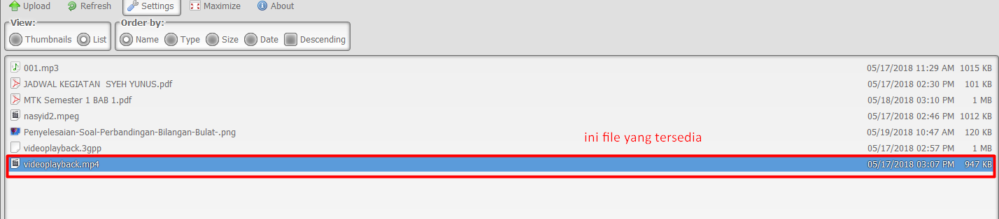 Upload Refresh Settings Maximize About
View: Order by:
Thumbnails List Name Type Size Date Descending
001.mp3 05/17/2018 11:29 AM 1015 KB
JADWAL KEGIATAN  SYEH YUNUS.pdf 05/17/2018 02:30 PM 101 KB
MTK Semester 1 BAB 1.pdf 05/18/2018 03:10 PM 1 MB
nasyid2.mpeg 05/17/2018 02:46 PM 1012 KB
Penyelesaian-Soal-Perbandingan-Bilangan-Bulat-.png 05/19/2018 10:47 AM 120 KB
ini file yang tersedia
videoplayback.3gpp 05/17/2018 02:57 PM 1 MB
videoplayback.mp4 05/17/2018 03:07 PM 947 KB